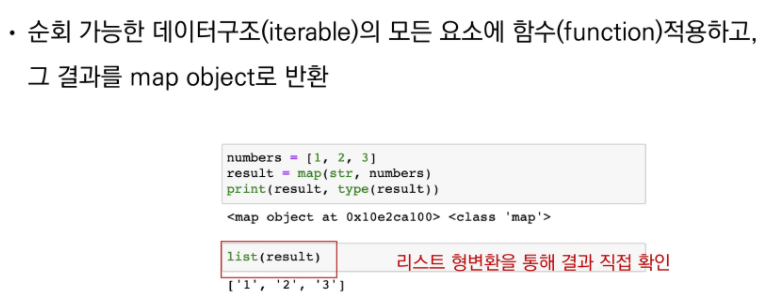 • 순회 가능한 데이터구조(iterable)의 모든 요소에 함수(function)적용하고,
그 결과를 map object로 반환
numbers = [1, 2, 3]
result = map(str, numbers)
print(result, type(result))
<map object at 0x10e2ca100> <class 'map'>
list(result)
리스트 형변환을 통해 결과 직접 확인
['1', '2', '3']